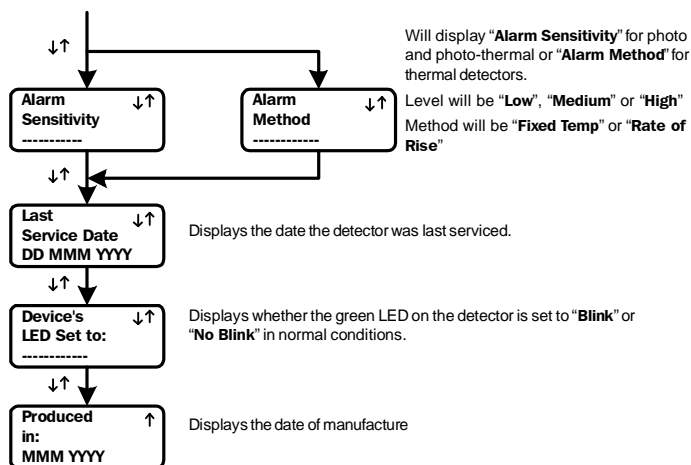 ↓↑
Will display “Alarm Sensitivity” for photo
and photo-thermal or “Alarm Method” for
thermal detectors.
Level will be “Low”, “Medium” or “High”
Method will be “Fixed Temp” or “Rate of
Rise”
Alarm ↓↑
Sensitivity
-----------
Alarm ↓↑
Method
------------
↓↑
Last ↓↑
Service Date
DD MMM YYYY
Displays the date the detector was last serviced.
↓↑
Device's ↓↑
LED Set to:
------------
Displays whether the green LED on the detector is set to “Blink” or
“No Blink” in normal conditions.
↓↑
Produced ↑
in:
MMM YYYY
Displays the date of manufacture